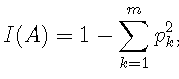 I(A) = 1 − \sum_{k=1}^{m} p_k^2,